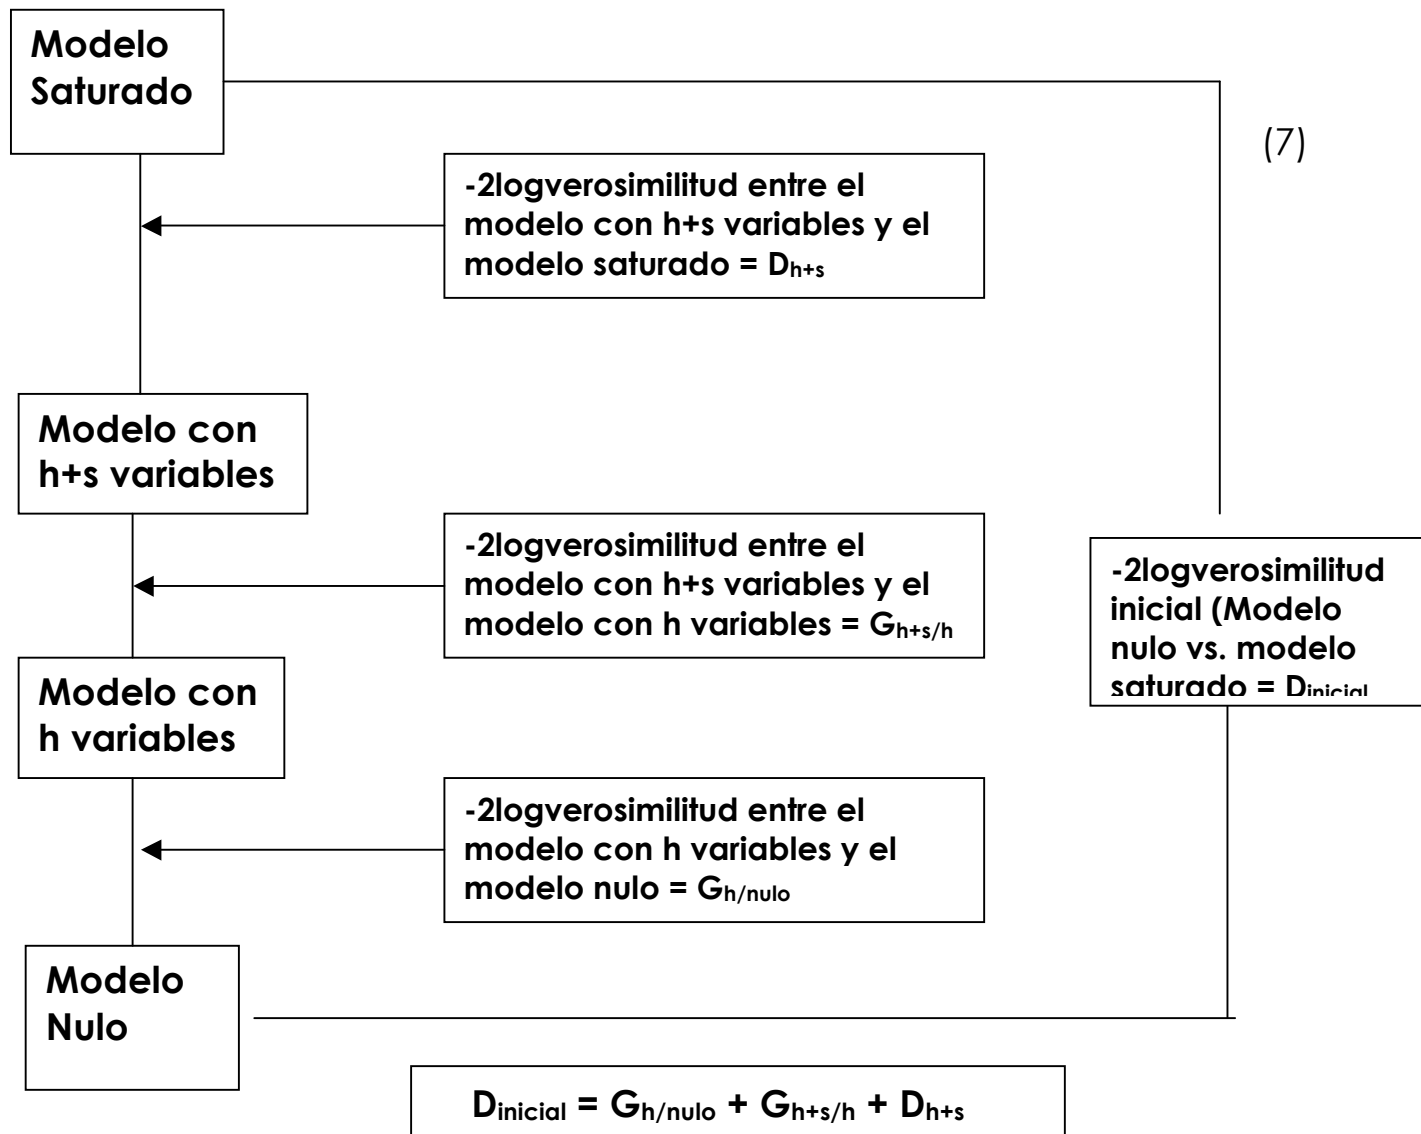 Modelo
Saturado
(7)
-2logverosimilitud entre el
modelo con h+s variables y el
modelo saturado = Dh+s
Modelo con
h+s variables
-2logverosimilitud entre el
modelo con h+s variables y el
modelo con h variables = Gh+s/h
-2logverosimilitud
inicial (Modelo
nulo vs. modelo
saturado = Dinicial
Modelo con
h variables
-2logverosimilitud entre el
modelo con h variables y el
modelo nulo = Gh/nulo
Modelo
Nulo
Dinicial = Gh/nulo + Gh+s/h + Dh+s